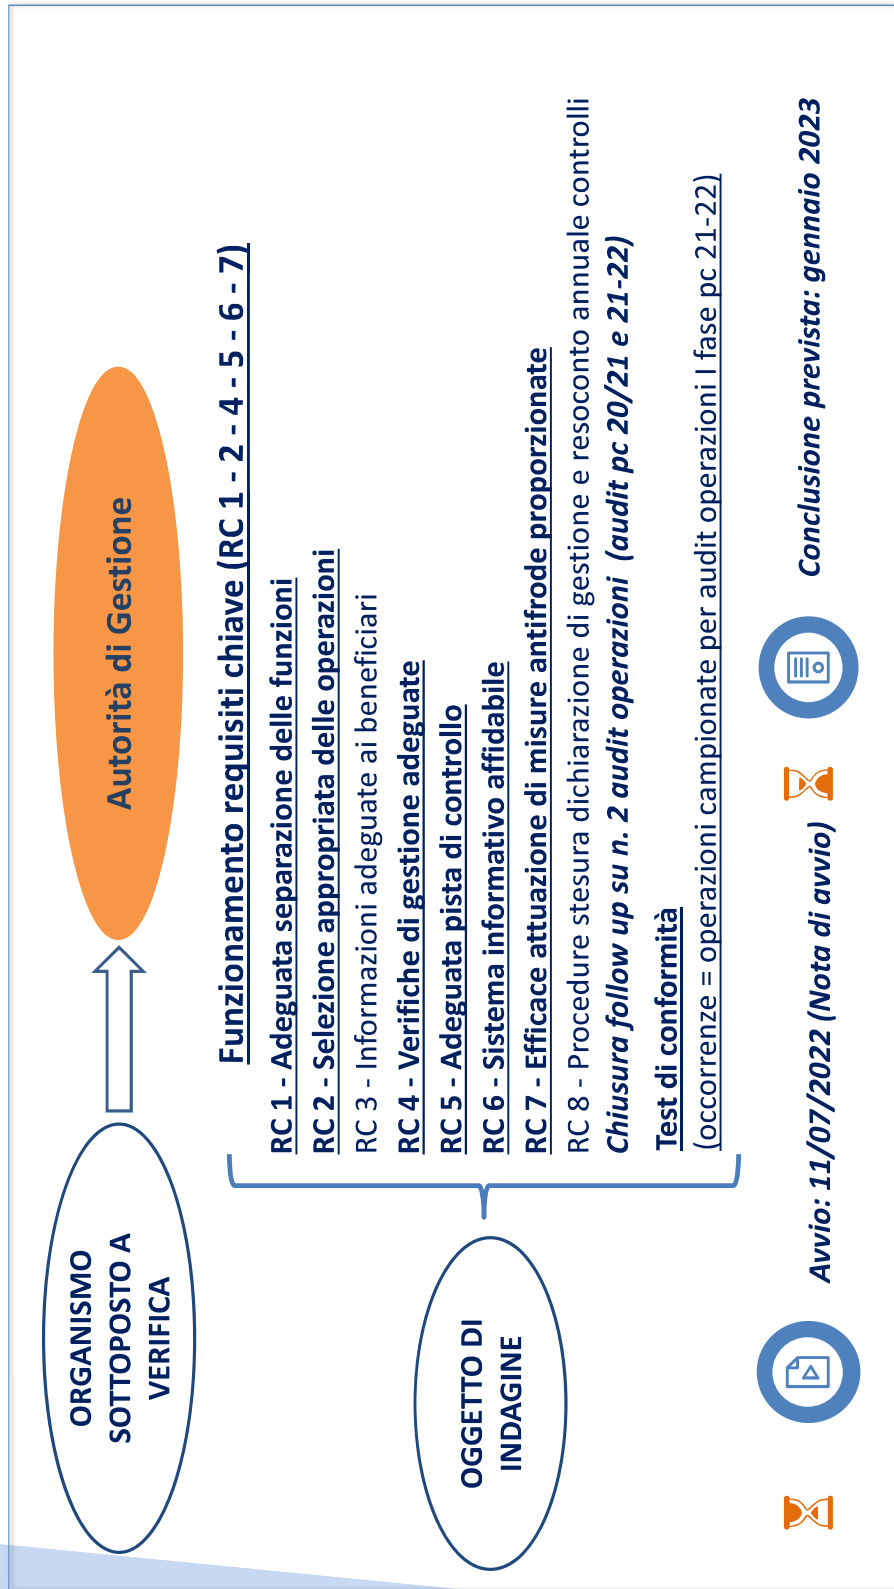 ORGANISMO
SOTTOPOSTO A
VERIFICA
Autorità di Gestione
OGGETTO DI
INDAGINE
Funzionamento requisiti chiave (RC 1 - 2 - 4 - 5 - 6 - 7)
RC 1 - Adeguata separazione delle funzioni
RC 2 - Selezione appropriata delle operazioni
RC 3 - Informazioni adeguate ai beneficiari
RC 4 - Verifiche di gestione adeguate
RC 5 - Adeguata pista di controllo
RC 6 - Sistema informativo affidabile
RC 7 - Efficace attuazione di misure antifrode proporzionate
RC 8 - Procedure stesura dichiarazione di gestione e resoconto annuale controlli
Chiusura follow up su n. 2 audit operazioni (audit pc 20/21 e 21-22)
Test di conformità
(occorrenze = operazioni campionate per audit operazioni I fase pc 21-22)
Avvio: 11/07/2022 (Nota di avvio)
Conclusione prevista: gennaio 2023